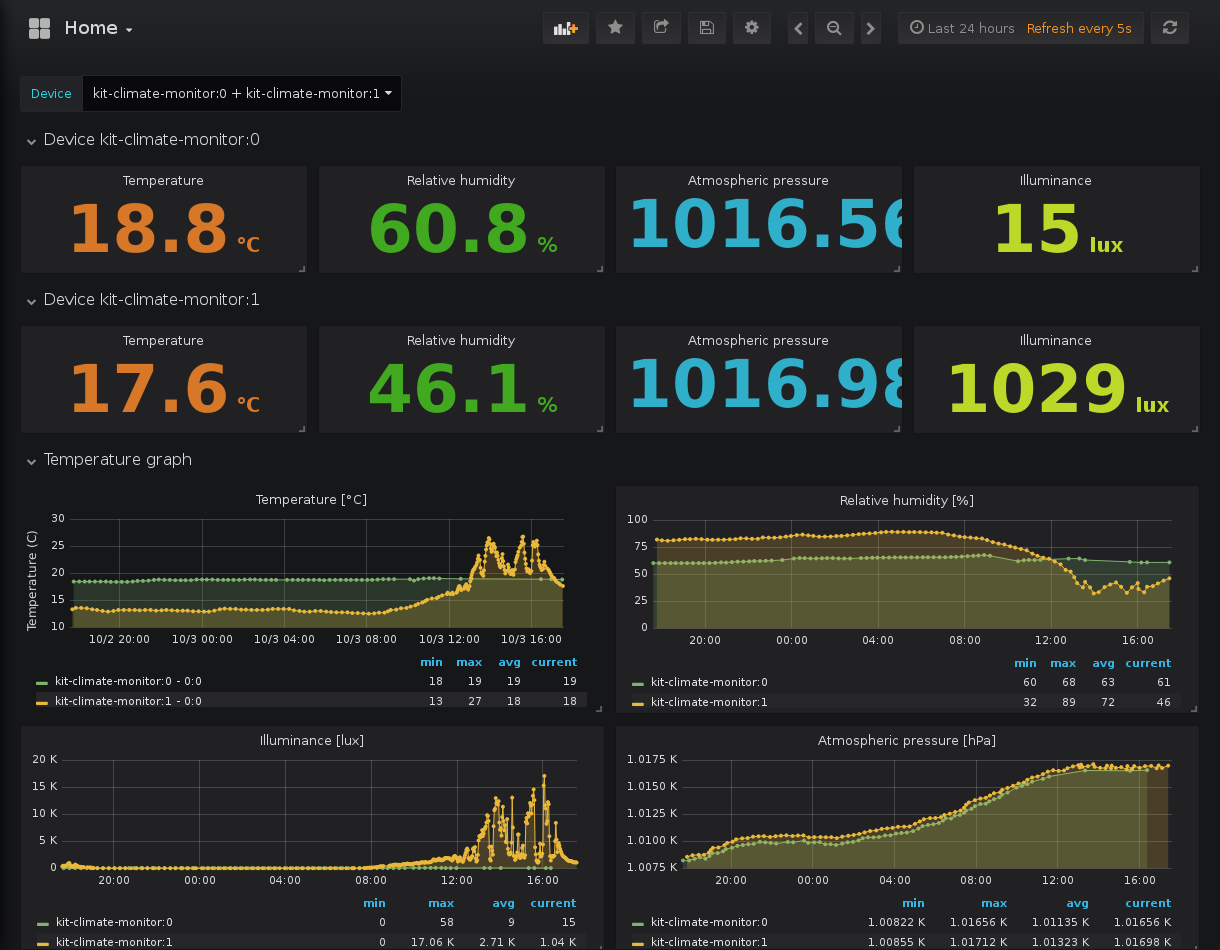 Home
Last 24 hours Refresh every 5s
Device kit-climate-monitor:0 + kit-climate-monitor:1
Device kit-climate-monitor:0
Temperature Relative humidity Atmospheric pressure Illuminance
18.8 °C 60.8 % 1016.56 15 lux
Device kit-climate-monitor:1
Temperature Relative humidity Atmospheric pressure Illuminance
17.6 °C 46.1 % 1016.98 1029 lux
Temperature graph
Temperature [°C]
Temperature (C)
30
25
20
15
10
10/2 20:00 10/3 00:00 10/3 04:00 10/3 08:00 10/3 12:00 10/3 16:00
min max avg current
kit-climate-monitor:0 - 0:0 18 19 19 19
kit-climate-monitor:1 - 0:0 13 27 18 18
Relative humidity [%]
100
75
50
25
0
20:00 00:00 04:00 08:00 12:00 16:00
min max avg current
kit-climate-monitor:0 60 68 63 61
kit-climate-monitor:1 32 89 72 46
Illuminance [lux]
20 K
15 K
10 K
5 K
0
20:00 00:00 04:00 08:00 12:00 16:00
min max avg current
kit-climate-monitor:0 0 58 9 15
kit-climate-monitor:1 0 17.06 K 2.71 K 1.04 K
Atmospheric pressure [hPa]
1.0175 K
1.0150 K
1.0125 K
1.0100 K
1.0075 K
20:00 00:00 04:00 08:00 12:00 16:00
min max avg current
kit-climate-monitor:0 1.00822 K 1.01656 K 1.01135 K 1.01656 K
kit-climate-monitor:1 1.00855 K 1.01712 K 1.01323 K 1.01698 K